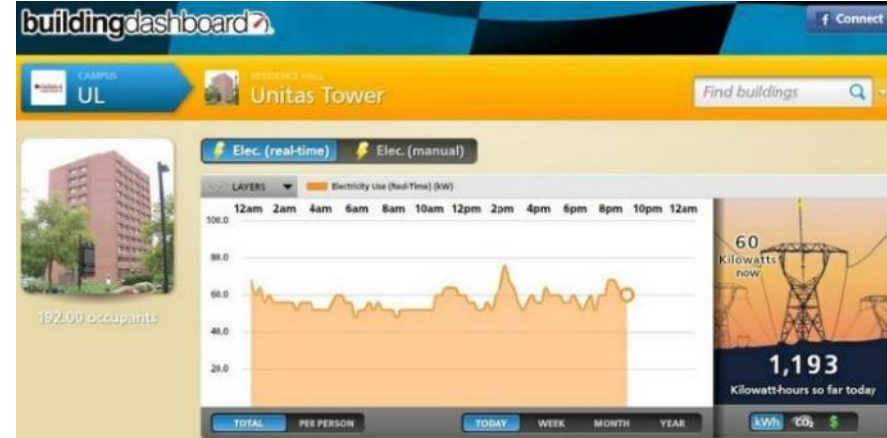 buildingdashboard
f Connect
CAMPUS
UL
RESIDENCE HALL
Unitas Tower
Find buildings
Elec. (real-time)
Elec. (manual)
LAYERS
Electricity Use (Real-Time) (kW)
12am 2am 4am 6am 8am 10am 12pm 2pm 4pm 6pm 8pm 10pm 12am
100.0
80.0
60.0
40.0
20.0
60
Kilowatts
now
192.00 occupants
1,193
Kilowatt-hours so far today
TOTAL
PER PERSON
TODAY
WEEK
MONTH
YEAR
kWh
CO₂
$